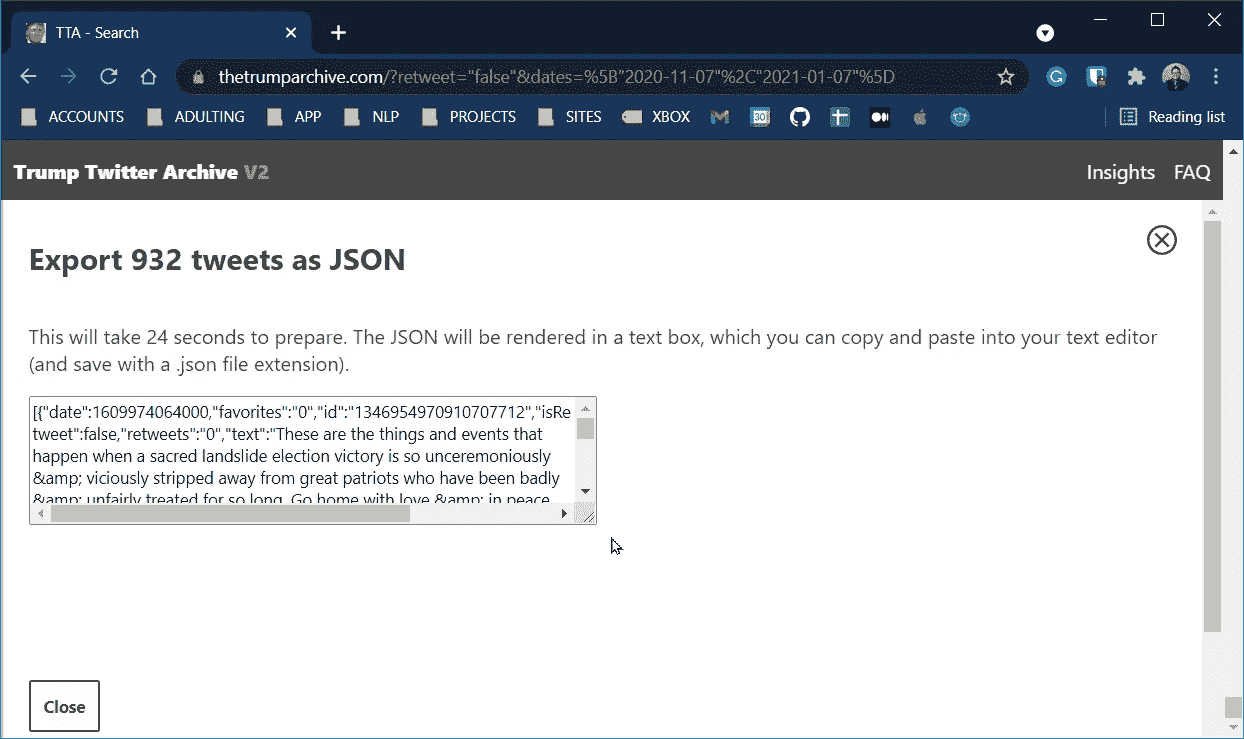 TTA - Search
thetrumparchive.com/?retweet="false"&dates=%5B"2020-11-07"%2C"2021-01-07"%5D
ACCOUNTS ADULTING APP NLP PROJECTS SITES XBOX 30 Reading list
Trump Twitter Archive V2 Insights FAQ
Export 932 tweets as JSON
This will take 24 seconds to prepare. The JSON will be rendered in a text box, which you can copy and paste into your text editor
(and save with a .json file extension).
[{"date":1609974064000,"favorites":"0","id":"1346954970910707712","isRe
tweet":false,"retweets":"0","text":"These are the things and events that
happen when a sacred landslide election victory is so unceremoniously
&amp; viciously stripped away from great patriots who have been badly
&amp; unfairly treated for so long. Go home with love &amp; in peace.
Close